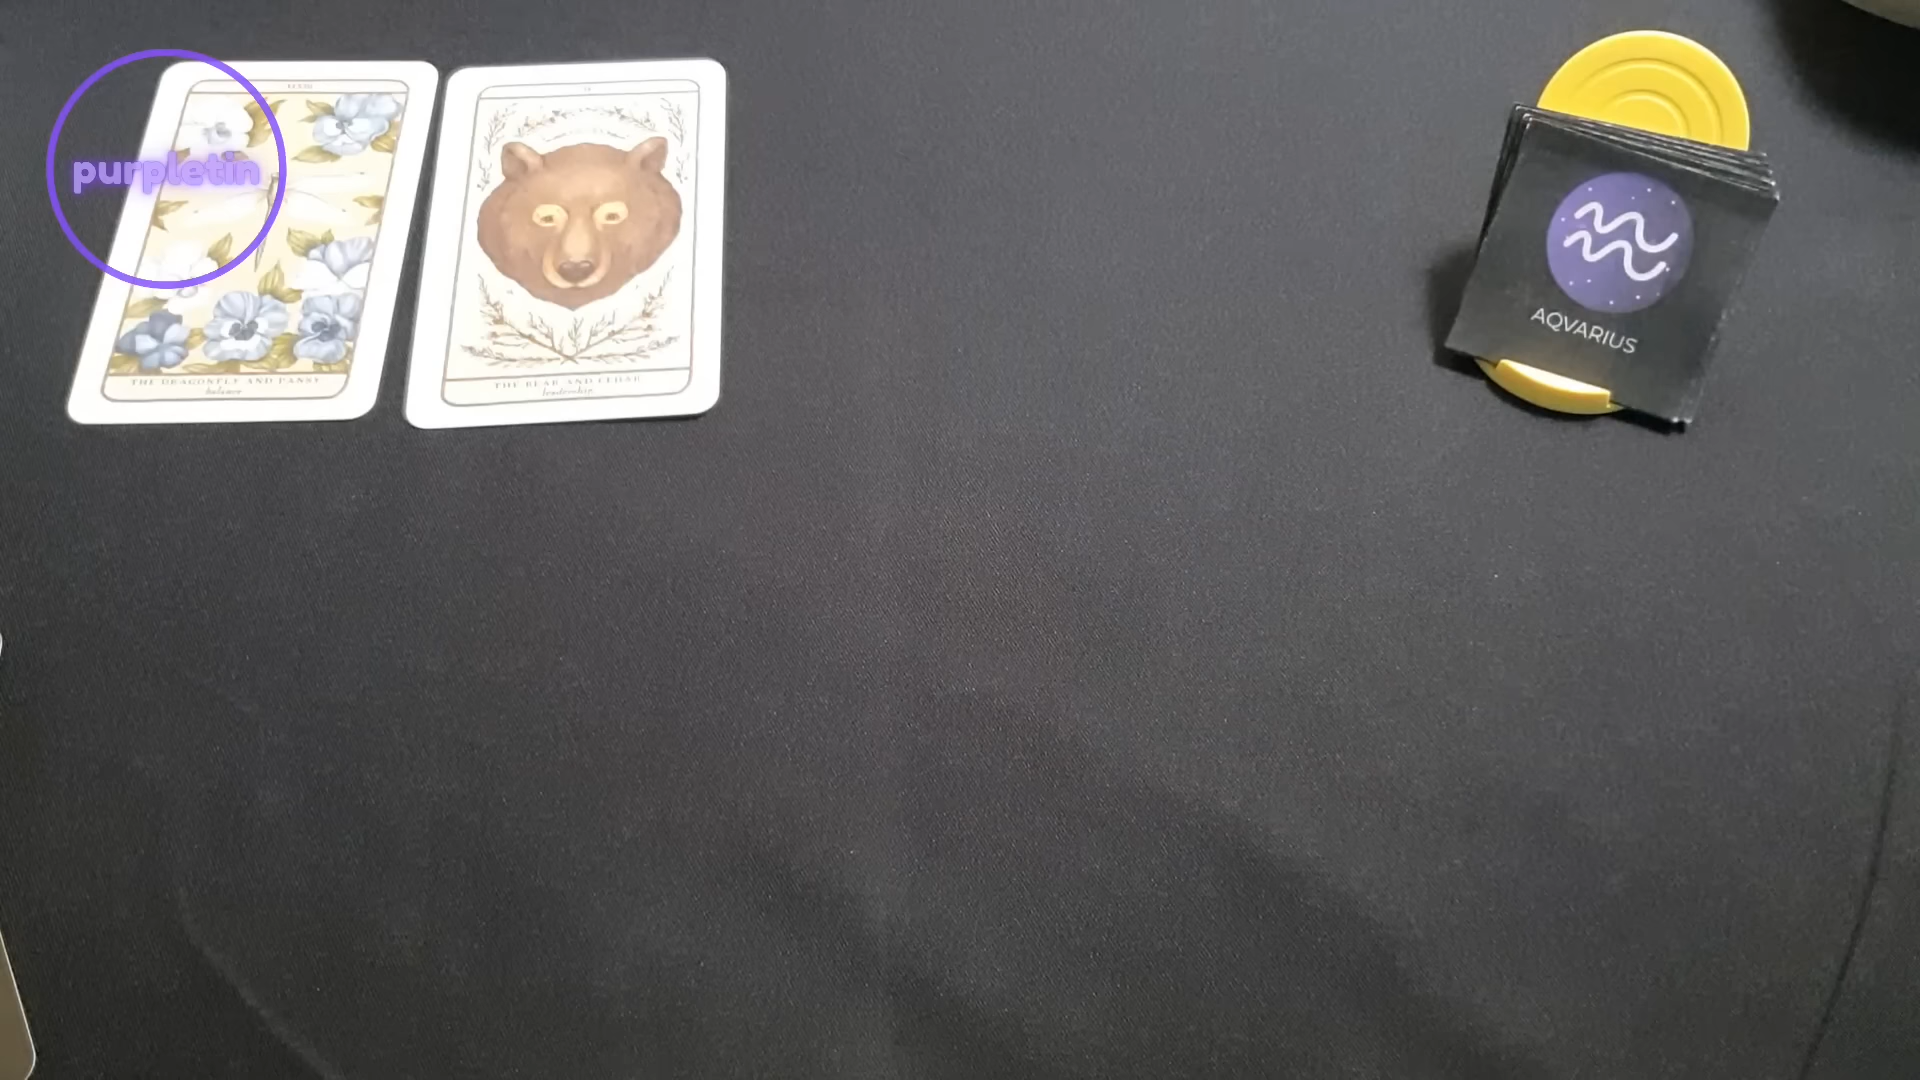 purpletin
THE DRAGONFLY AND PANSY
balance
THE BEAR AND CEDAR
leadership
AQVARIUS